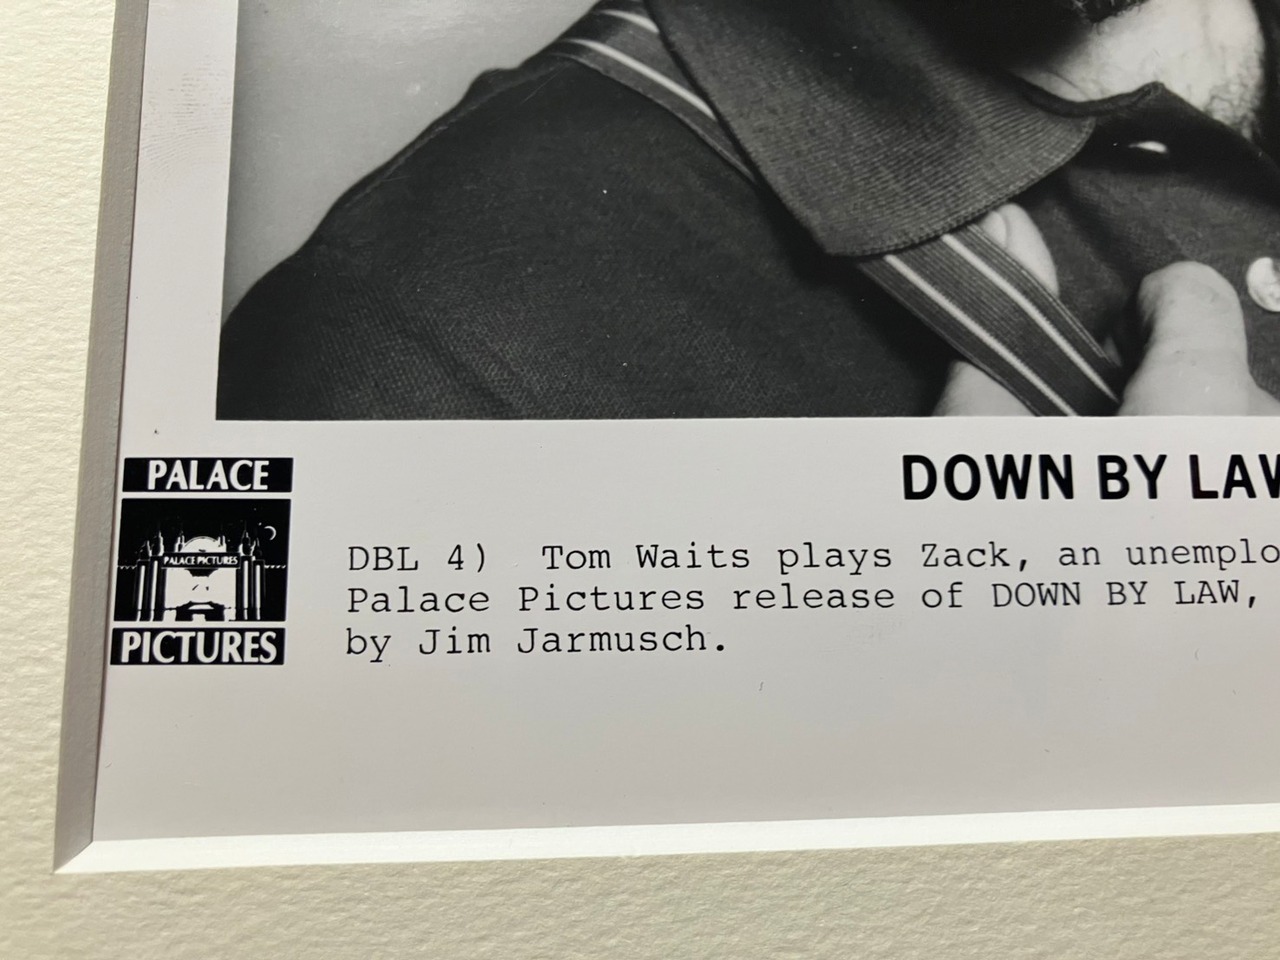 PALACE
PALACE PICTURES
PICTURES
DOWN BY LAW
DBL 4) Tom Waits plays Zack, an unemplo
Palace Pictures release of DOWN BY LAW,
by Jim Jarmusch.